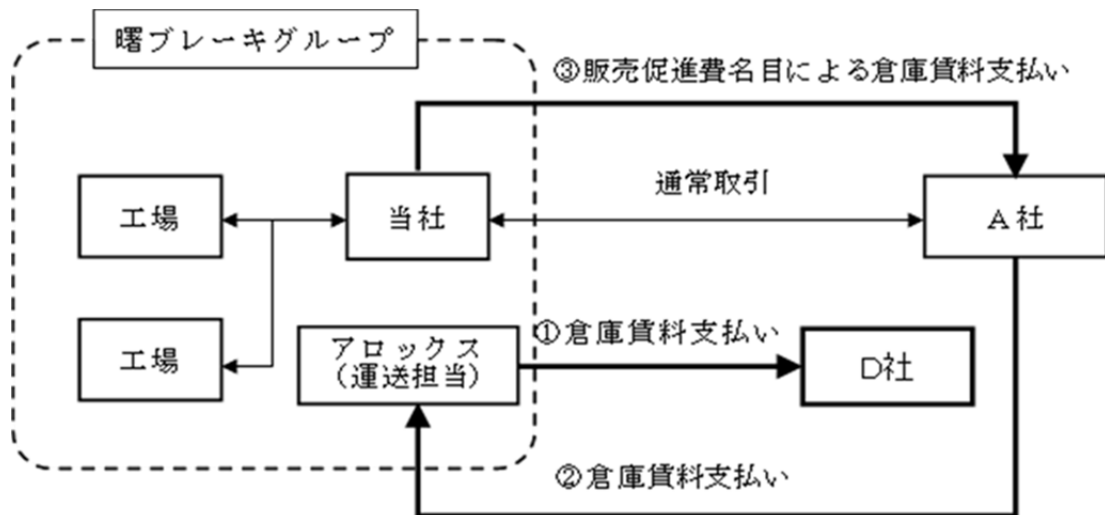 曙ブレーキグループ
③販売促進費名目による倉庫賃料支払い
通常取引
工場
当社
A社
工場
アロックス
(運送担当)
①倉庫賃料支払い
D社
②倉庫賃料支払い